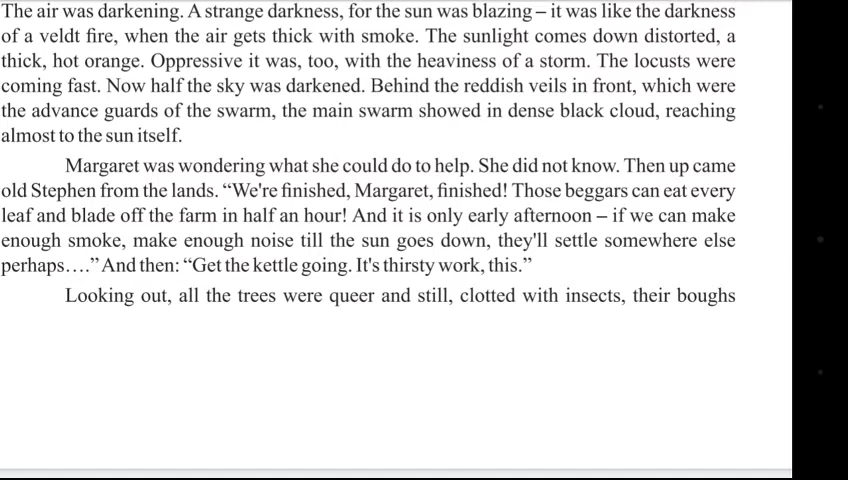 The air was darkening. A strange darkness, for the sun was blazing – it was like the darkness
of a veldt fire, when the air gets thick with smoke. The sunlight comes down distorted, a
thick, hot orange. Oppressive it was, too, with the heaviness of a storm. The locusts were
coming fast. Now half the sky was darkened. Behind the reddish veils in front, which were
the advance guards of the swarm, the main swarm showed in dense black cloud, reaching
almost to the sun itself.
Margaret was wondering what she could do to help. She did not know. Then up came
old Stephen from the lands. “We're finished, Margaret, finished! Those beggars can eat every
leaf and blade off the farm in half an hour! And it is only early afternoon – if we can make
enough smoke, make enough noise till the sun goes down, they'll settle somewhere else
perhaps....” And then: “Get the kettle going. It's thirsty work, this.”
Looking out, all the trees were queer and still, clotted with insects, their boughs